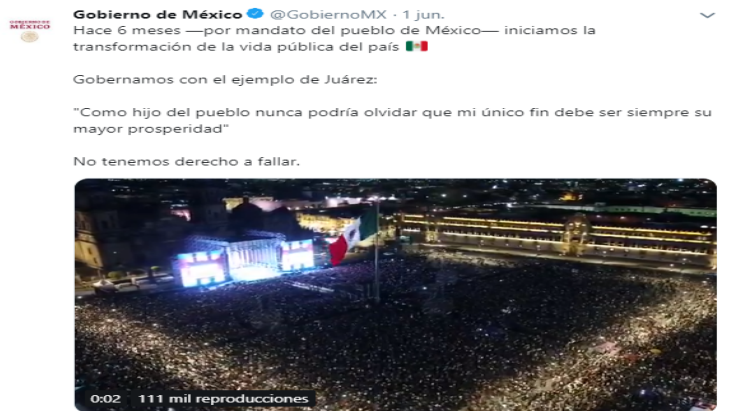 Gobierno de México @GobiernoMX · 1 jun.
GOBIERNO DE
MÉXICO
Hace 6 meses —por mandato del pueblo de México— iniciamos la
transformación de la vida pública del país 🇲🇽
Gobernamos con el ejemplo de Juárez:
"Como hijo del pueblo nunca podría olvidar que mi único fin debe ser siempre su
mayor prosperidad"
No tenemos derecho a fallar.
0:02 111 mil reproducciones